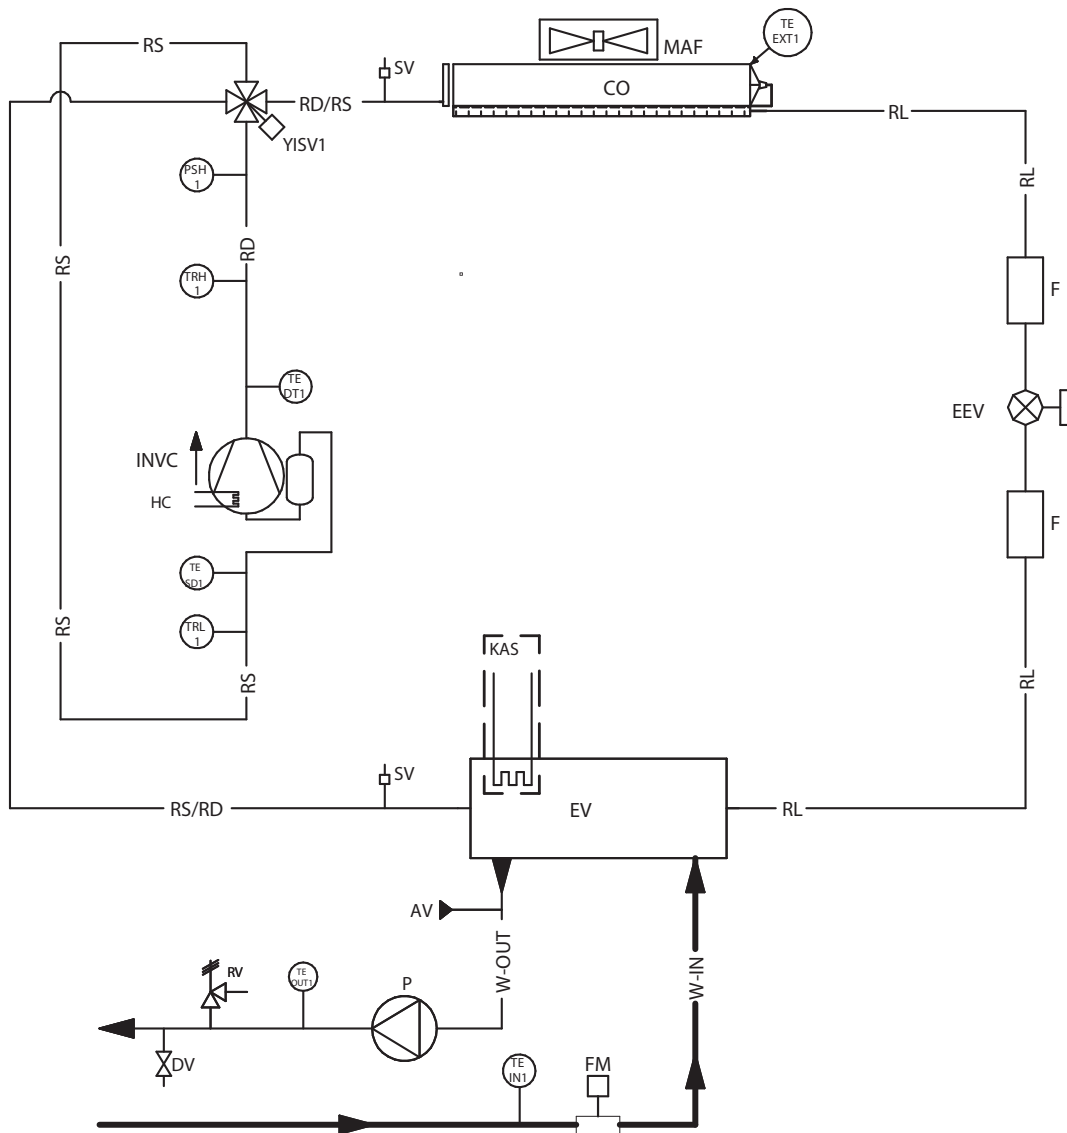 TE
EXT1
RS
MAF
SV
CO
RD/RS
RL
YISV1
PSH
1
RL
RD
RS
TRH
1
F
TE
DT1
EEV
INVC
HC
F
TE
SD1
RS
TRL
1
KAS
RS
RL
SV
RS/RD
EV
RL
AV
W-OUT
W-IN
RV
TE
OUT1
P
DV
TE
IN1
FM